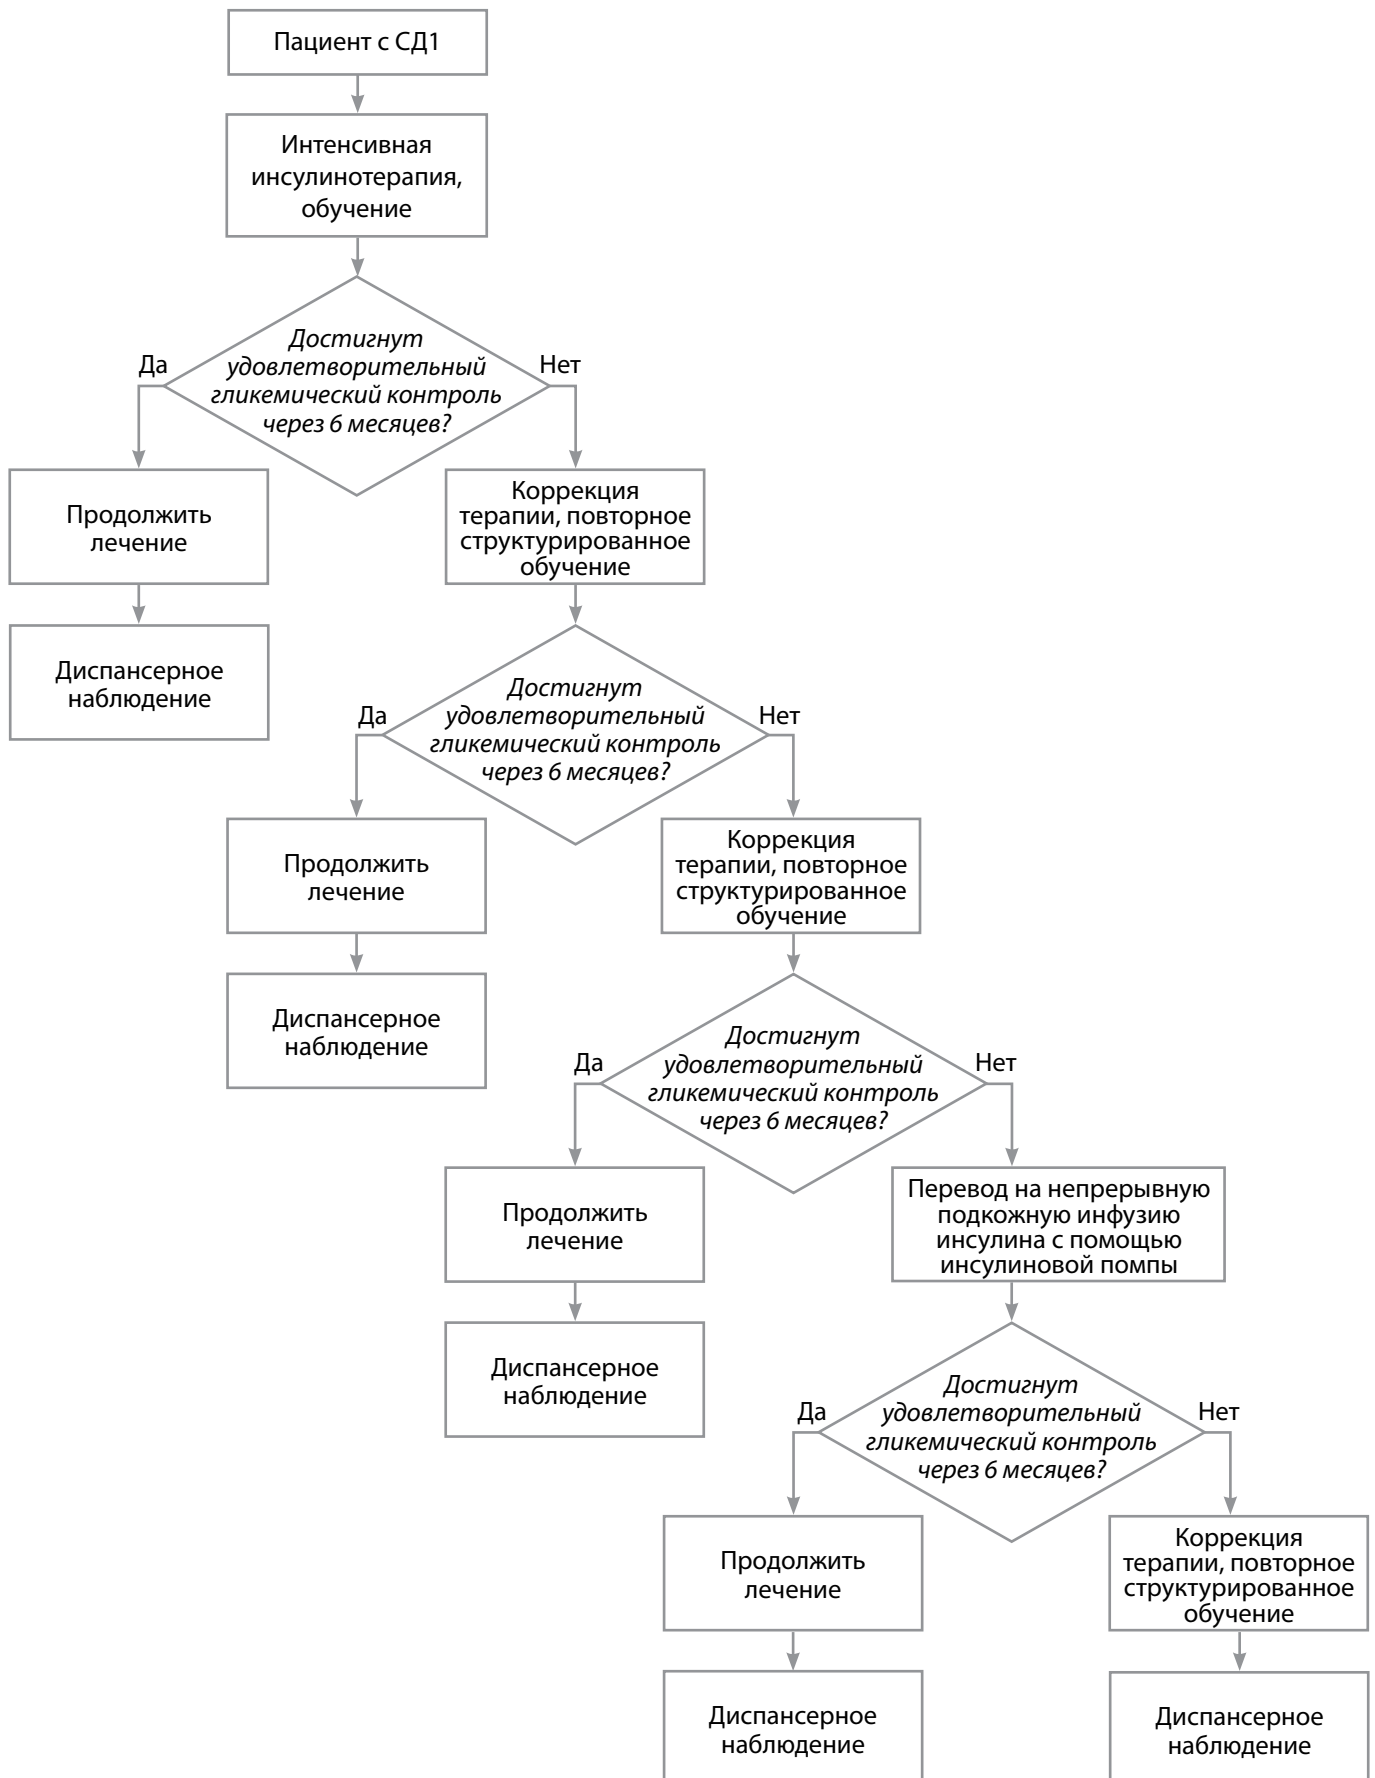 Пациент с СД1
Интенсивная
инсулинотерапия,
обучение
Достигнут
удовлетворительный
гликемический контроль
через 6 месяцев?
Да
Нет
Продолжить
лечение
Диспансерное
наблюдение
Коррекция
терапии, повторное
структурированное
обучение
Достигнут
удовлетворительный
гликемический контроль
через 6 месяцев?
Да
Нет
Продолжить
лечение
Диспансерное
наблюдение
Коррекция
терапии, повторное
структурированное
обучение
Достигнут
удовлетворительный
гликемический контроль
через 6 месяцев?
Да
Нет
Продолжить
лечение
Диспансерное
наблюдение
Перевод на непрерывную
подкожную инфузию
инсулина с помощью
инсулиновой помпы
Достигнут
удовлетворительный
гликемический контроль
через 6 месяцев?
Да
Нет
Продолжить
лечение
Диспансерное
наблюдение
Коррекция
терапии, повторное
структурированное
обучение
Диспансерное
наблюдение